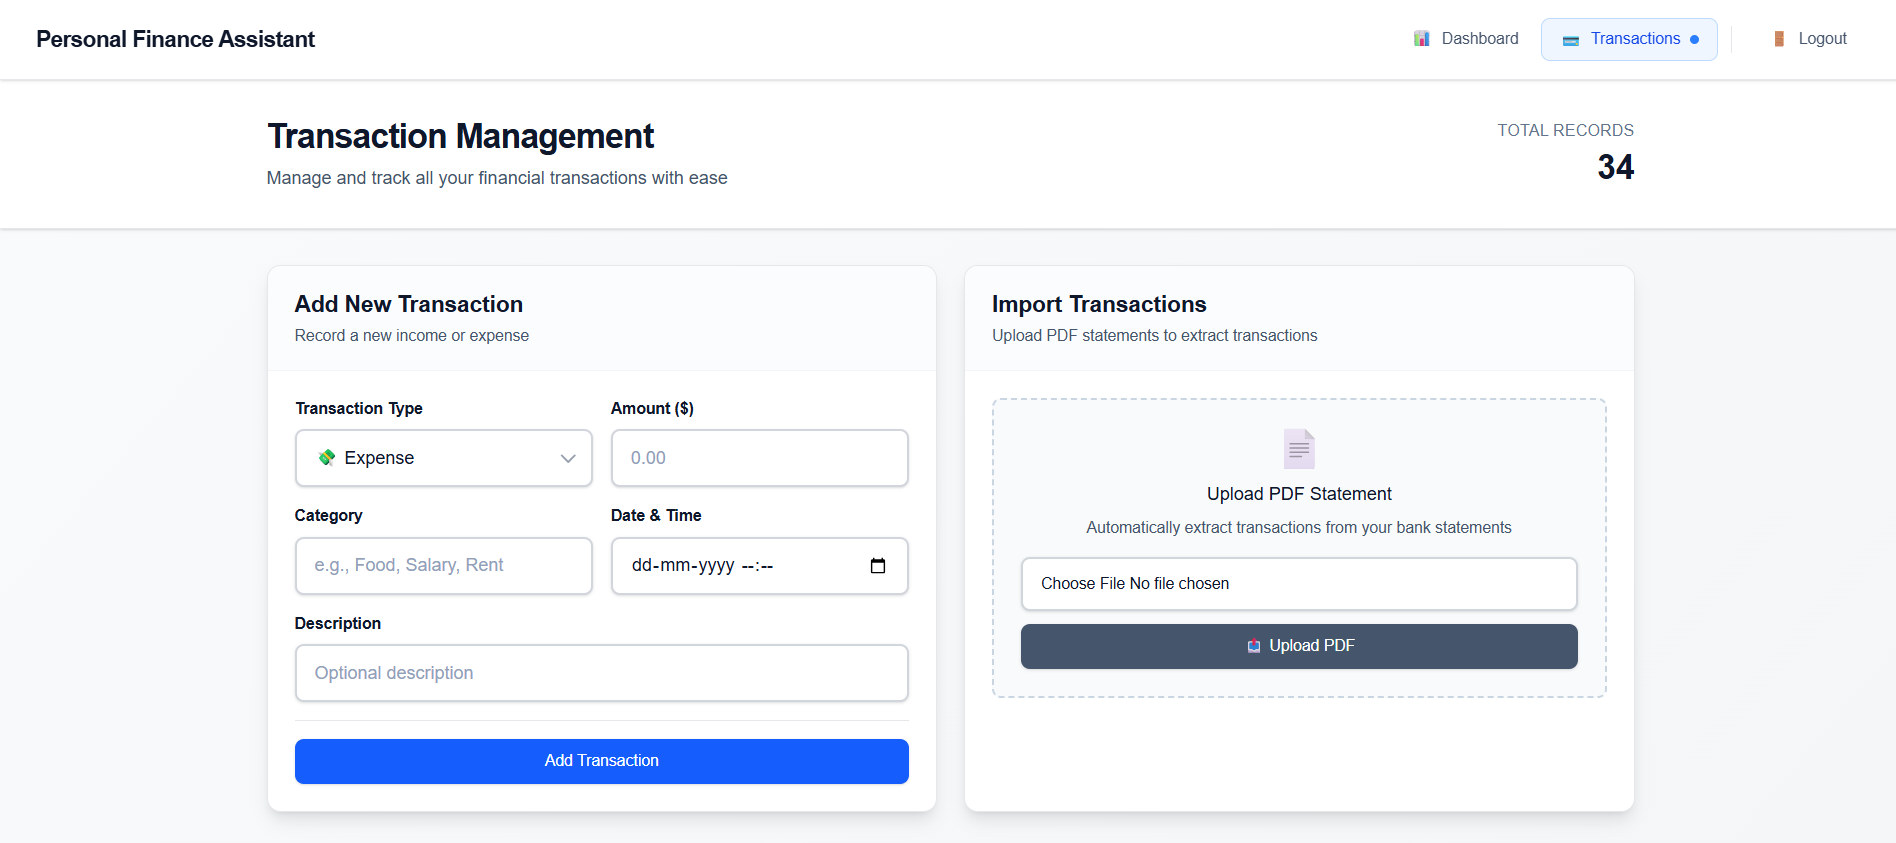 Personal Finance Assistant
Dashboard
Transactions
Logout
Transaction Management
Manage and track all your financial transactions with ease
TOTAL RECORDS
34
Add New Transaction
Record a new income or expense
Transaction Type
Amount ($)
Expense
0.00
Category
Date & Time
e.g., Food, Salary, Rent
dd-mm-yyyy --:--
Description
Optional description
Add Transaction
Import Transactions
Upload PDF statements to extract transactions
Upload PDF Statement
Automatically extract transactions from your bank statements
Choose File No file chosen
Upload PDF